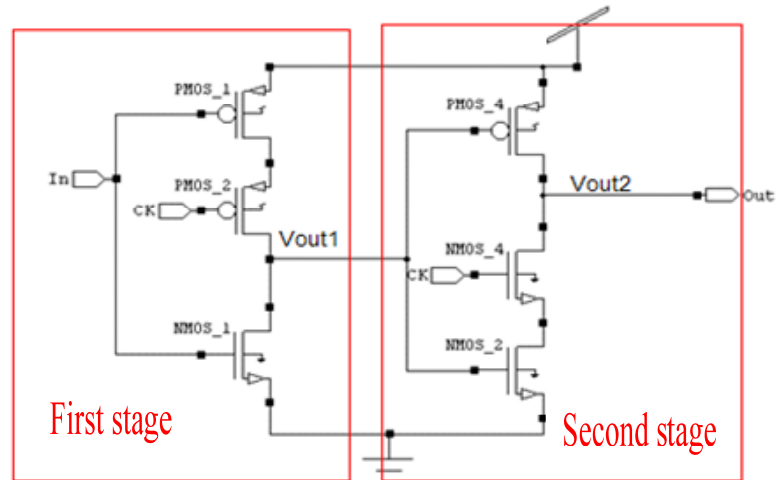 PMOS_1
PMOS_4
In
PMOS_2
CK
Vout2
Out
Vout1
NMOS_4
CK
NMOS_1
NMOS_2
First stage
Second stage